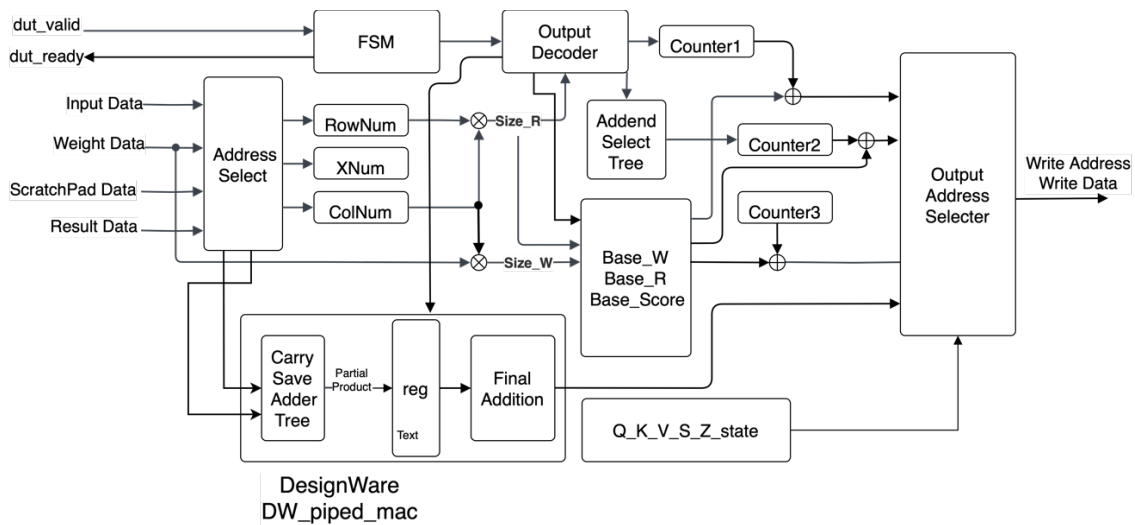 dut_valid
dut_ready
FSM
Output
Decoder
Counter1
Input Data
Weight Data
ScratchPad Data
Result Data
Address
Select
RowNum
XNum
ColNum
Size_R
Size_W
Addend
Select
Tree
Counter2
Counter3
Base_W
Base_R
Base_Score
Output
Address
Selecter
Write Address
Write Data
Carry
Save
Adder
Tree
Partial
Product
reg
Text
Final
Addition
Q_K_V_S_Z_state
DesignWare
DW_piped_mac